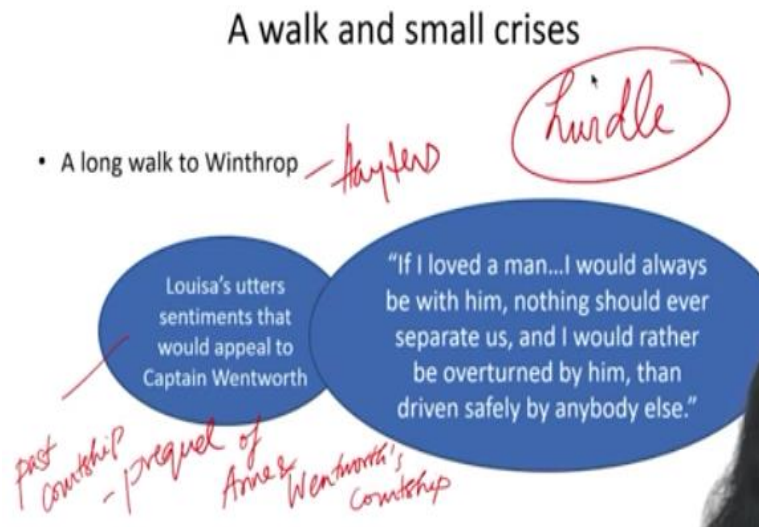 A walk and small crises
hurdle
• A long walk to Winthrop – Hayters
Louisa's utters
sentiments that
would appeal to
Captain Wentworth
"If I loved a man...I would always
be with him, nothing should ever
separate us, and I would rather
be overturned by him, than
driven safely by anybody else."
past
courtship
- prequel of
Anne &
Wentworth's
Courtship